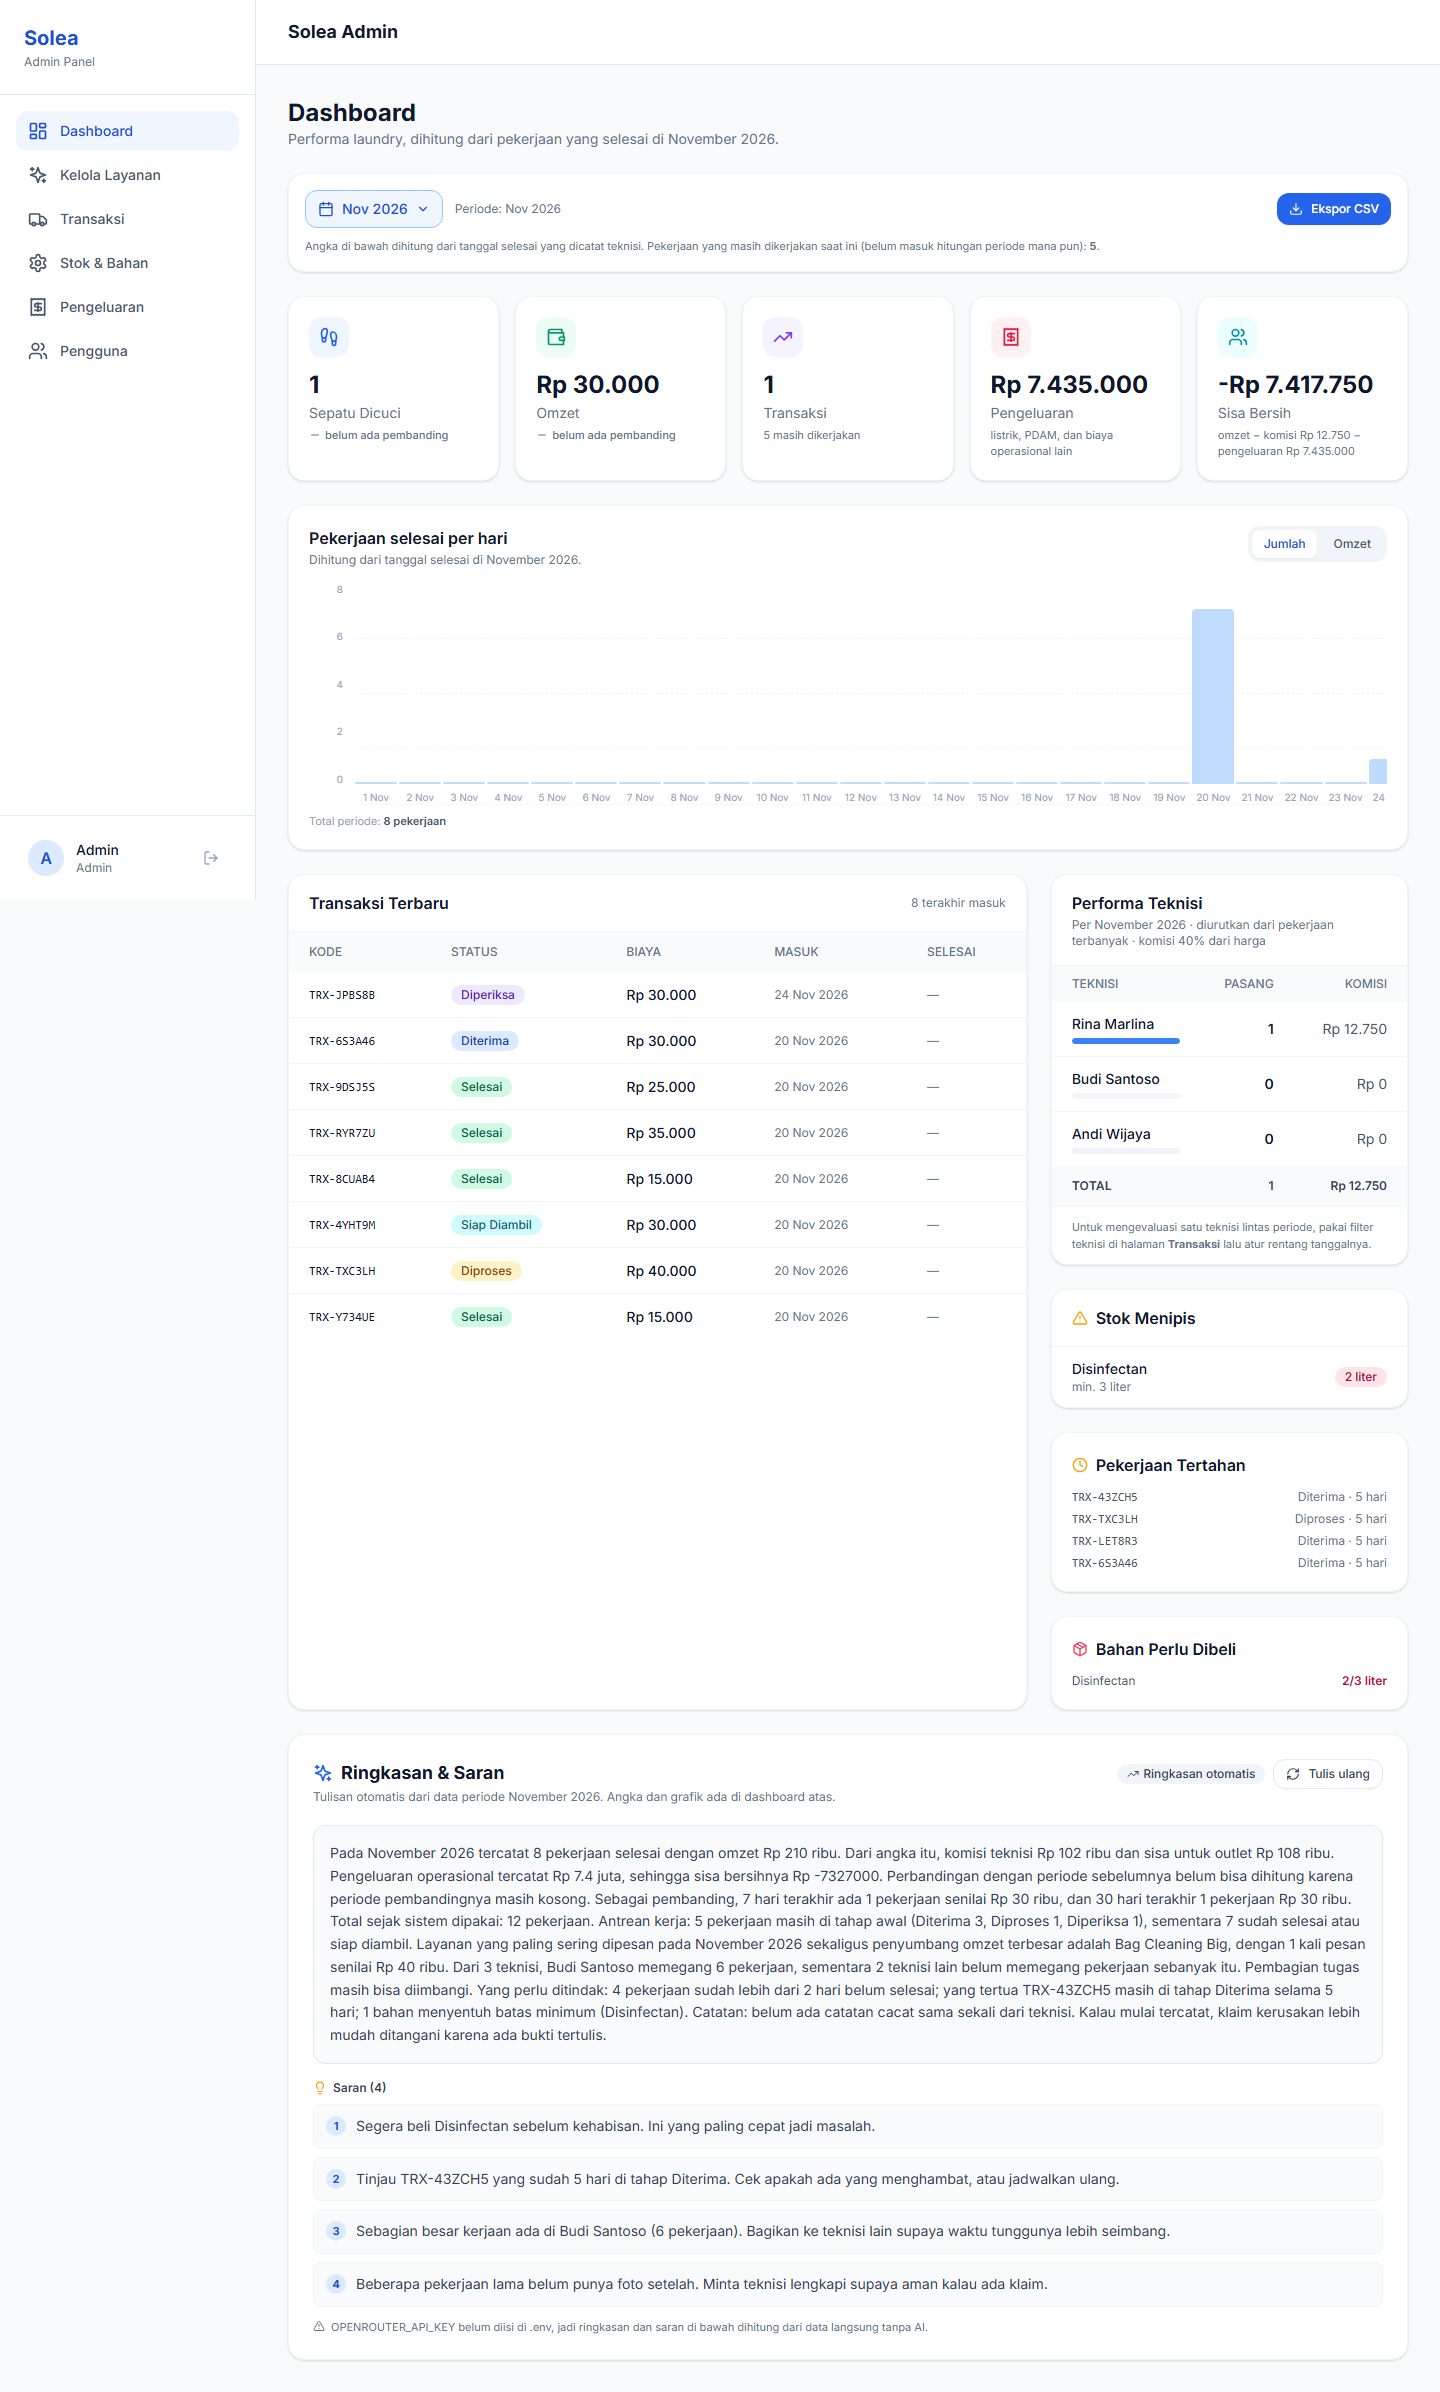 Solea
Admin Panel
Dashboard
Kelola Layanan
Transaksi
Stok & Bahan
Pengeluaran
Pengguna
A
Admin
Admin
Solea Admin
Dashboard
Performa laundry, dihitung dari pekerjaan yang selesai di November 2026.
Nov 2026
Periode: Nov 2026
Ekspor CSV
Angka di bawah dihitung dari tanggal selesai yang dicatat teknisi. Pekerjaan yang masih dikerjakan saat ini (belum masuk hitungan periode mana pun): 5.
1
Sepatu Dicuci
— belum ada pembanding
Rp 30.000
Omzet
— belum ada pembanding
1
Transaksi
5 masih dikerjakan
Rp 7.435.000
Pengeluaran
listrik, PDAM, dan biaya
operasional lain
-Rp 7.417.750
Sisa Bersih
omzet − komisi Rp 12.750 −
pengeluaran Rp 7.435.000
Pekerjaan selesai per hari
Dihitung dari tanggal selesai di November 2026.
Jumlah Omzet
8
6
4
2
0
1 Nov 2 Nov 3 Nov 4 Nov 5 Nov 6 Nov 7 Nov 8 Nov 9 Nov 10 Nov 11 Nov 12 Nov 13 Nov 14 Nov 15 Nov 16 Nov 17 Nov 18 Nov 19 Nov 20 Nov 21 Nov 22 Nov 23 Nov 24
Total periode: 8 pekerjaan
Transaksi Terbaru
8 terakhir masuk
KODE STATUS BIAYA MASUK SELESAI
TRX-JPBS8B Diperiksa Rp 30.000 24 Nov 2026 —
TRX-6S3A46 Diterima Rp 30.000 20 Nov 2026 —
TRX-9DSJ5S Selesai Rp 25.000 20 Nov 2026 —
TRX-RYR7ZU Selesai Rp 35.000 20 Nov 2026 —
TRX-8CUAB4 Selesai Rp 15.000 20 Nov 2026 —
TRX-4YHT9M Siap Diambil Rp 30.000 20 Nov 2026 —
TRX-TXC3LH Diproses Rp 40.000 20 Nov 2026 —
TRX-Y734UE Selesai Rp 15.000 20 Nov 2026 —
Performa Teknisi
Per November 2026 · diurutkan dari pekerjaan
terbanyak · komisi 40% dari harga
TEKNISI PASANG KOMISI
Rina Marlina 1 Rp 12.750
Budi Santoso 0 Rp 0
Andi Wijaya 0 Rp 0
TOTAL 1 Rp 12.750
Untuk mengevaluasi satu teknisi lintas periode, pakai filter
teknisi di halaman Transaksi lalu atur rentang tanggalnya.
Stok Menipis
Disinfectan
min. 3 liter
2 liter
Pekerjaan Tertahan
TRX-43ZCH5 Diterima · 5 hari
TRX-TXC3LH Diproses · 5 hari
TRX-LET8R3 Diterima · 5 hari
TRX-6S3A46 Diterima · 5 hari
Bahan Perlu Dibeli
Disinfectan 2/3 liter
Ringkasan & Saran
Ringkasan otomatis
Tulis ulang
Tulisan otomatis dari data periode November 2026. Angka dan grafik ada di dashboard atas.
Pada November 2026 tercatat 8 pekerjaan selesai dengan omzet Rp 210 ribu. Dari angka itu, komisi teknisi Rp 102 ribu dan sisa untuk outlet Rp 108 ribu.
Pengeluaran operasional tercatat Rp 7.4 juta, sehingga sisa bersihnya Rp -7327000. Perbandingan dengan periode sebelumnya belum bisa dihitung karena
periode pembandingnya masih kosong. Sebagai pembanding, 7 hari terakhir ada 1 pekerjaan senilai Rp 30 ribu, dan 30 hari terakhir 1 pekerjaan Rp 30 ribu.
Total sejak sistem dipakai: 12 pekerjaan. Antrean kerja: 5 pekerjaan masih di tahap awal (Diterima 3, Diproses 1, Diperiksa 1), sementara 7 sudah selesai atau
siap diambil. Layanan yang paling sering dipesan pada November 2026 sekaligus penyumbang omzet terbesar adalah Bag Cleaning Big, dengan 1 kali pesan
senilai Rp 40 ribu. Dari 3 teknisi, Budi Santoso memegang 6 pekerjaan, sementara 2 teknisi lain belum memegang pekerjaan sebanyak itu. Pembagian tugas
masih bisa diimbangi. Yang perlu ditindak: 4 pekerjaan sudah lebih dari 2 hari belum selesai; yang tertua TRX-43ZCH5 masih di tahap Diterima selama 5
hari; 1 bahan menyentuh batas minimum (Disinfectan). Catatan: belum ada catatan cacat sama sekali dari teknisi. Kalau mulai tercatat, klaim kerusakan lebih
mudah ditangani karena ada bukti tertulis.
Saran (4)
1 Segera beli Disinfectan sebelum kehabisan. Ini yang paling cepat jadi masalah.
2 Tinjau TRX-43ZCH5 yang sudah 5 hari di tahap Diterima. Cek apakah ada yang menghambat, atau jadwalkan ulang.
3 Sebagian besar kerjaan ada di Budi Santoso (6 pekerjaan). Bagikan ke teknisi lain supaya waktu tunggunya lebih seimbang.
4 Beberapa pekerjaan lama belum punya foto setelah. Minta teknisi lengkapi supaya aman kalau ada klaim.
OPENROUTER_API_KEY belum diisi di .env, jadi ringkasan dan saran di bawah dihitung dari data langsung tanpa AI.